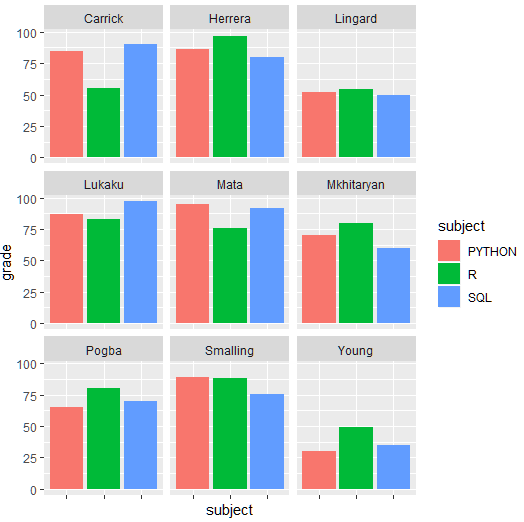 Carrick Herrera Lingard
100
75
50
25
0
Lukaku Mata Mkhitaryan
100
75
50
25
0
Pogba Smalling Young
100
75
50
25
0
grade
subject
subject
PYTHON
R
SQL